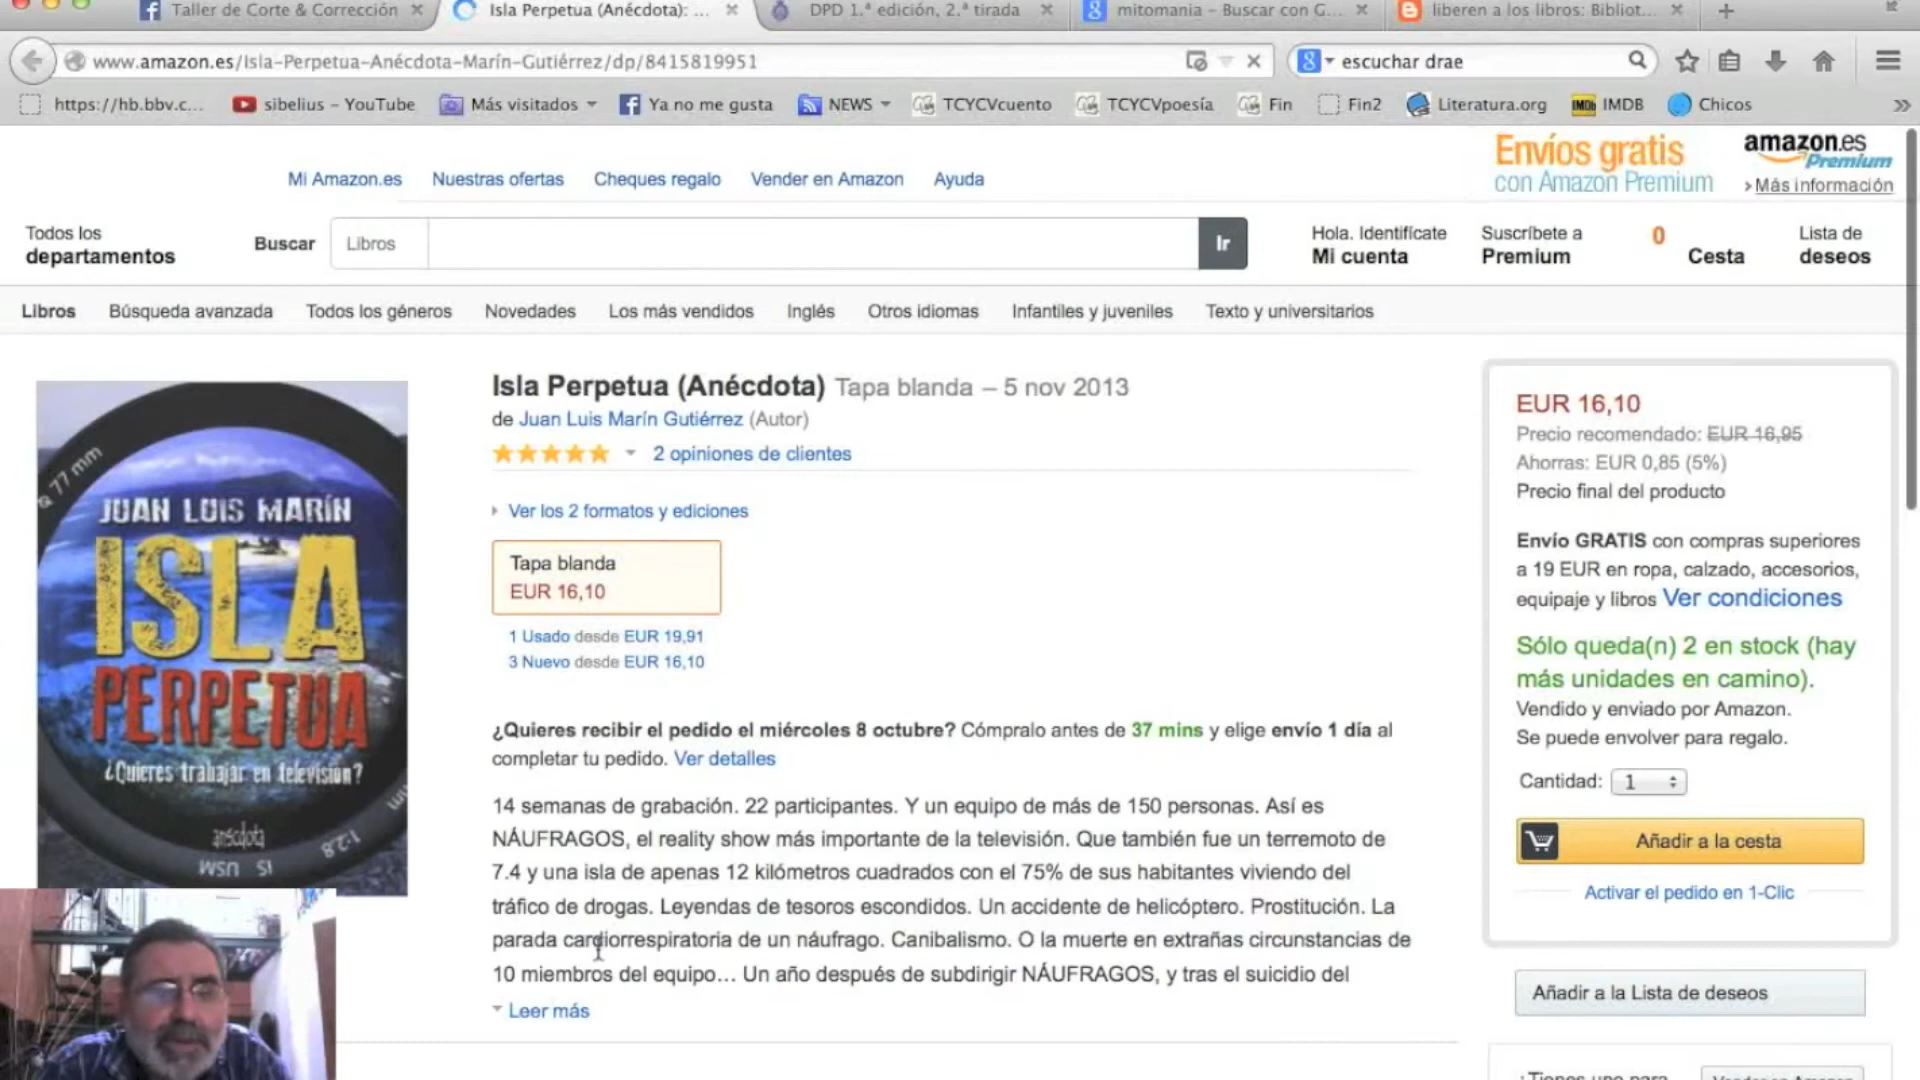 Taller de Corte & Corrección
Isla Perpetua (Anécdota): ...
DPD 1.ª edición, 2.ª tirada
mitomania - Buscar con G...
liberen a los libros: Bibliot...
www.amazon.es/Isla-Perpetua-Anécdota-Marín-Gutiérrez/dp/8415819951
escuchar drae
https://hb.bbv.c...
sibelius – YouTube
Más visitados
Ya no me gusta
NEWS
TCYCVcuento
TCYCVpoesía
Fin
Fin2
Literatura.org
IMDb IMDB
Chicos
Mi Amazon.es
Nuestras ofertas
Cheques regalo
Vender en Amazon
Ayuda
Envíos gratis
con Amazon Premium
amazon.es
Premium
Más información
Todos los
departamentos
Buscar
Libros
Ir
Hola. Identifícate
Mi cuenta
Suscríbete a
Premium
0
Cesta
Lista de
deseos
Libros
Búsqueda avanzada
Todos los géneros
Novedades
Los más vendidos
Inglés
Otros idiomas
Infantiles y juveniles
Texto y universitarios
77 mm
JUAN LUIS MARÍN
ISLA
PERPETUA
¿Quieres trabajar en televisión?
anécdota
1:2.8
IS USM
mm
Isla Perpetua (Anécdota) Tapa blanda – 5 nov 2013
de Juan Luis Marín Gutiérrez (Autor)
2 opiniones de clientes
Ver los 2 formatos y ediciones
Tapa blanda
EUR 16,10
1 Usado desde EUR 19,91
3 Nuevo desde EUR 16,10
¿Quieres recibir el pedido el miércoles 8 octubre? Cómpralo antes de 37 mins y elige envío 1 día al
completar tu pedido. Ver detalles
14 semanas de grabación. 22 participantes. Y un equipo de más de 150 personas. Así es
NÁUFRAGOS, el reality show más importante de la televisión. Que también fue un terremoto de
7.4 y una isla de apenas 12 kilómetros cuadrados con el 75% de sus habitantes viviendo del
tráfico de drogas. Leyendas de tesoros escondidos. Un accidente de helicóptero. Prostitución. La
parada cardiorrespiratoria de un náufrago. Canibalismo. O la muerte en extrañas circunstancias de
10 miembros del equipo... Un año después de subdirigir NÁUFRAGOS, y tras el suicidio del
Leer más
EUR 16,10
Precio recomendado: EUR 16,95
Ahorras: EUR 0,85 (5%)
Precio final del producto
Envío GRATIS con compras superiores
a 19 EUR en ropa, calzado, accesorios,
equipaje y libros Ver condiciones
Sólo queda(n) 2 en stock (hay
más unidades en camino).
Vendido y enviado por Amazon.
Se puede envolver para regalo.
Cantidad: 1
Añadir a la cesta
Activar el pedido en 1-Clic
Añadir a la Lista de deseos
¿Tienes uno para
Vender en Amazon